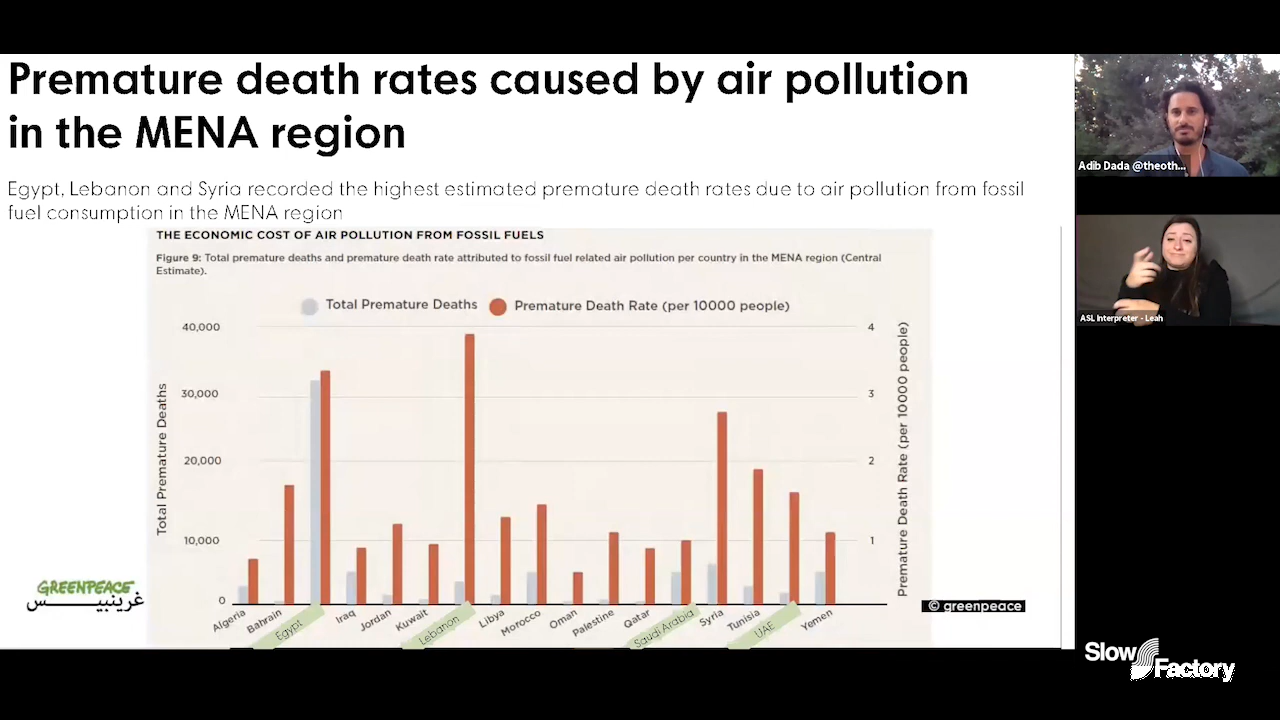 Premature death rates caused by air pollution
in the MENA region
Egypt, Lebanon and Syria recorded the highest estimated premature death rates due to air pollution from fossil
fuel consumption in the MENA region
THE ECONOMIC COST OF AIR POLLUTION FROM FOSSIL FUELS
Figure 9: Total premature deaths and premature death rate attributed to fossil fuel related air pollution per country in the MENA region (Central
Estimate).
Total Premature Deaths
Premature Death Rate (per 10000 people)
40,000
30,000
20,000
10,000
0
Total Premature Deaths
4
3
2
1
Premature Death Rate (per 10000 people)
Algeria
Bahrain
Egypt
Iraq
Jordan
Kuwait
Lebanon
Libya
Morocco
Oman
Palestine
Qatar
Saudi Arabia
Syria
Tunisia
UAE
Yemen
GREENPEACE
غرينبيس
© greenpeace
Adib Dada @theoth...
ASL Interpreter - Leah
Slow
Factory